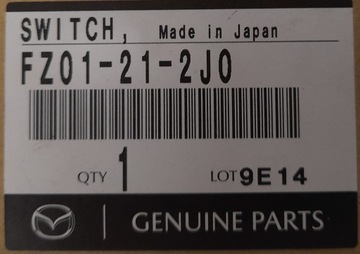 SWITCH, Made in Japan
FZ01-21-2J0
QTY 1 LOT 9E14
GENUINE PARTS